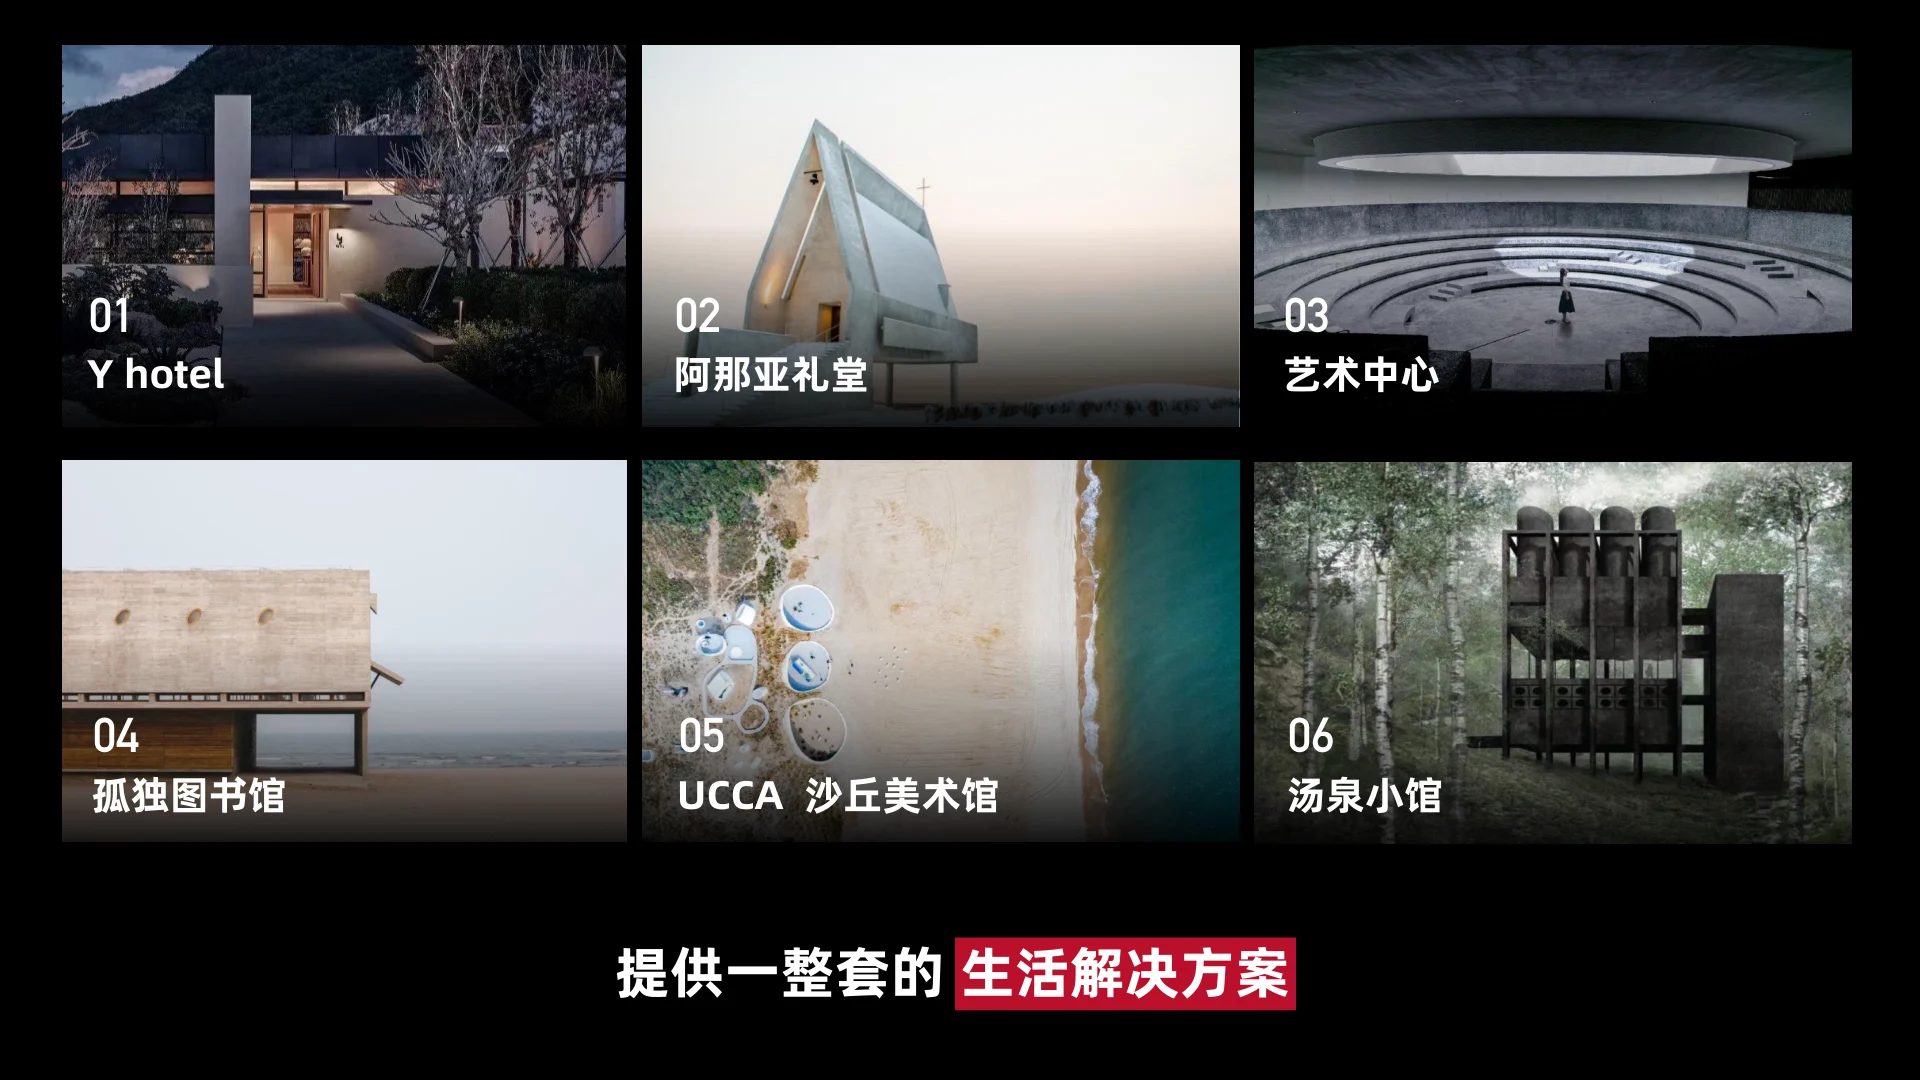 01
Y hotel
02
阿那亚礼堂
03
艺术中心
04
孤独图书馆
05
UCCA 沙丘美术馆
06
汤泉小馆
提供一整套的 生活解决方案